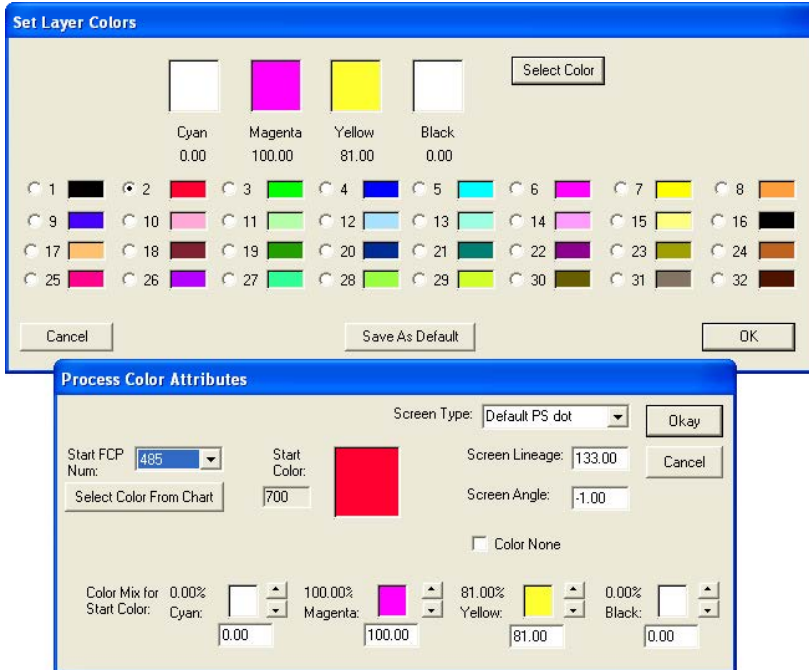 Set Layer Colors
Select Color
Cyan Magenta Yellow Black
0.00 100.00 81.00 0.00
1 2 3 4 5 6 7 8
9 10 11 12 13 14 15 16
17 18 19 20 21 22 23 24
25 26 27 28 29 30 31 32
Cancel Save As Default OK
Process Color Attributes
Screen Type: Default PS dot Okay
Start FCP Num: 485 Start Color: 700 Screen Lineage: 133.00 Cancel
Select Color From Chart Screen Angle: -1.00
Color None
Color Mix for Start Color: 0.00% Cyan: 100.00% Magenta: 81.00% Yellow: 0.00% Black:
0.00 100.00 81.00 0.00